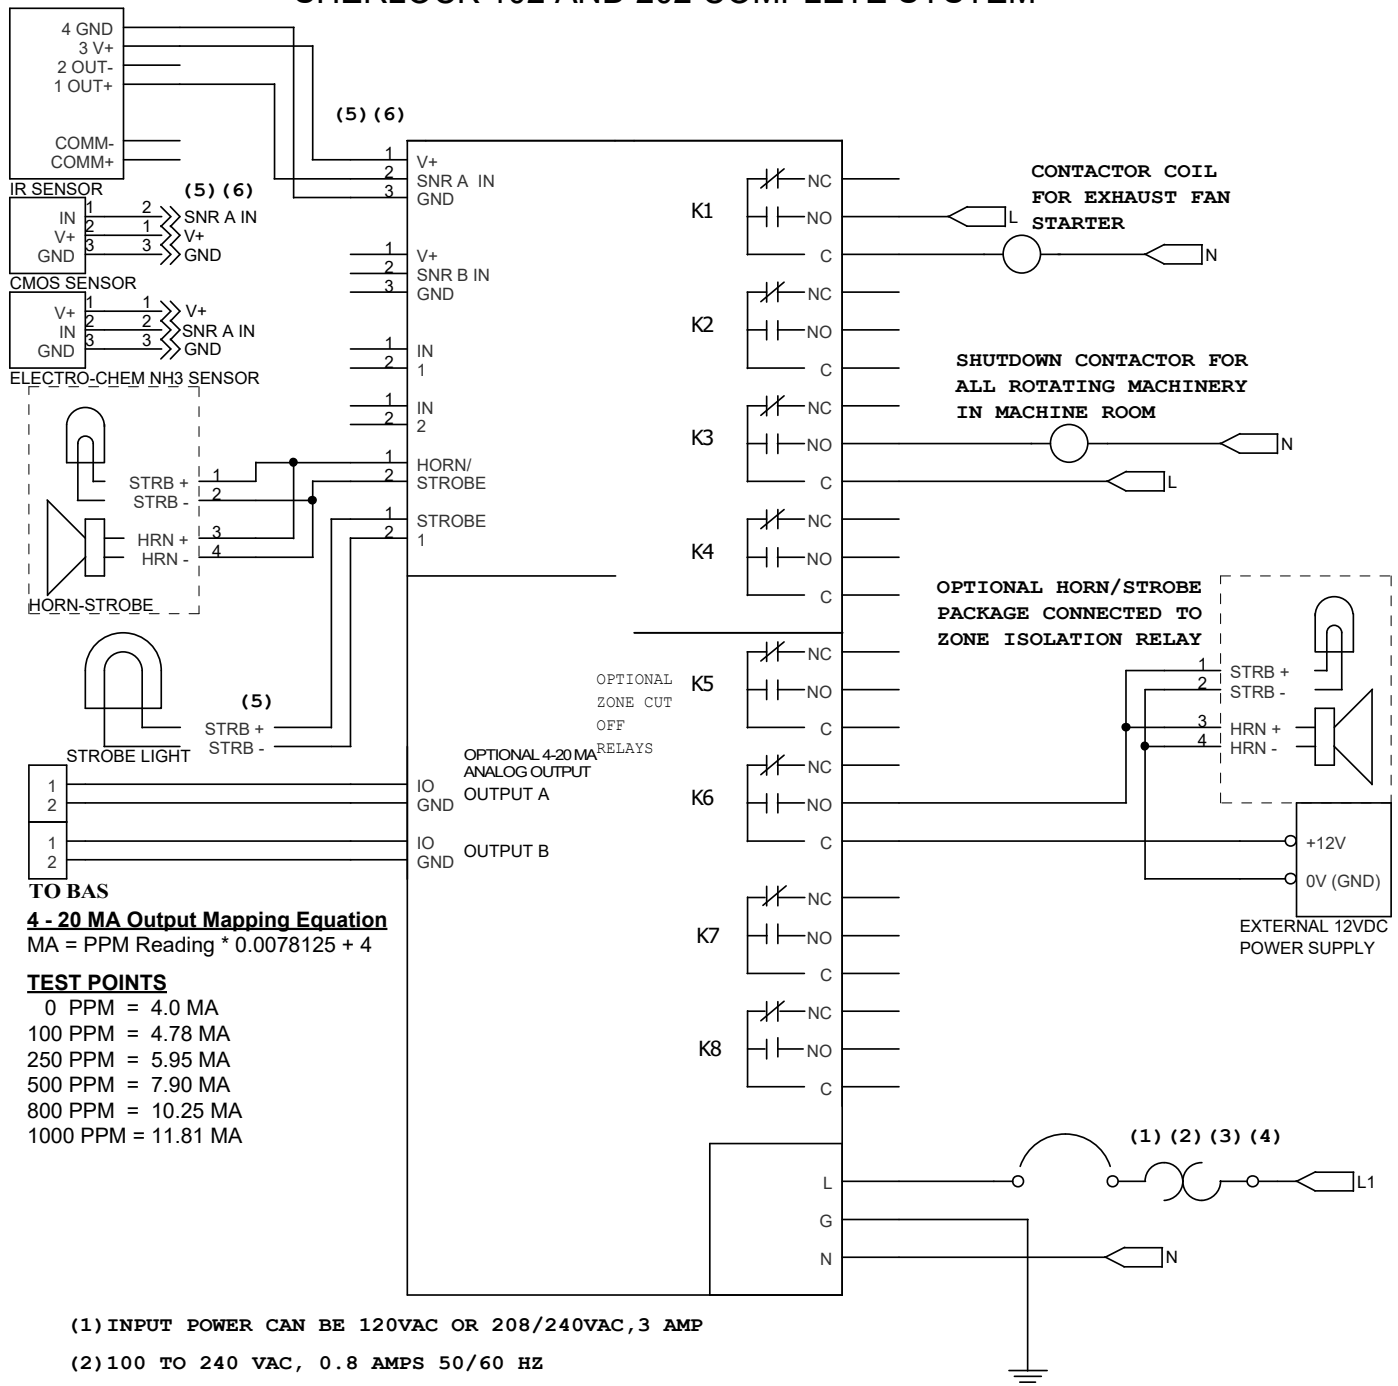 4 GND
3 V+
2 OUT-
1 OUT+
COMM-
COMM+
IR SENSOR
(5)(6)
(5)(6)
IN 1 2 SNR A IN
V+ 2 1 V+
GND 3 3 GND
CMOS SENSOR
V+ 1 1 V+
IN 2 2 SNR A IN
GND 3 3 GND
ELECTRO-CHEM NH3 SENSOR
STRB + 1
STRB - 2
HRN + 3
HRN - 4
HORN-STROBE
(5)
STRB +
STRB -
STROBE LIGHT
1
2
1
2
TO BAS
4 - 20 MA Output Mapping Equation
MA = PPM Reading * 0.0078125 + 4
TEST POINTS
0 PPM = 4.0 MA
100 PPM = 4.78 MA
250 PPM = 5.95 MA
500 PPM = 7.90 MA
800 PPM = 10.25 MA
1000 PPM = 11.81 MA
1 V+
2 SNR A IN
3 GND
1 V+
2 SNR B IN
3 GND
1 IN
2 1
1 IN
2 2
1 HORN/
2 STROBE
1 STROBE
2 1
OPTIONAL 4-20 MA
ANALOG OUTPUT
IO
GND OUTPUT A
IO
GND OUTPUT B
OPTIONAL
ZONE CUT
OFF
RELAYS
K1
NC
NO
C
K2
NC
NO
C
K3
NC
NO
C
K4
NC
NO
C
K5
NC
NO
C
K6
NC
NO
C
K7
NC
NO
C
K8
NC
NO
C
L
G
N
CONTACTOR COIL
FOR EXHAUST FAN
STARTER
L
N
SHUTDOWN CONTACTOR FOR
ALL ROTATING MACHINERY
IN MACHINE ROOM
N
L
OPTIONAL HORN/STROBE
PACKAGE CONNECTED TO
ZONE ISOLATION RELAY
1 STRB +
2 STRB -
3 HRN +
4 HRN -
+12V
0V (GND)
EXTERNAL 12VDC
POWER SUPPLY
(1)(2)(3)(4)
L1
N
(1)INPUT POWER CAN BE 120VAC OR 208/240VAC,3 AMP
(2)100 TO 240 VAC, 0.8 AMPS 50/60 HZ